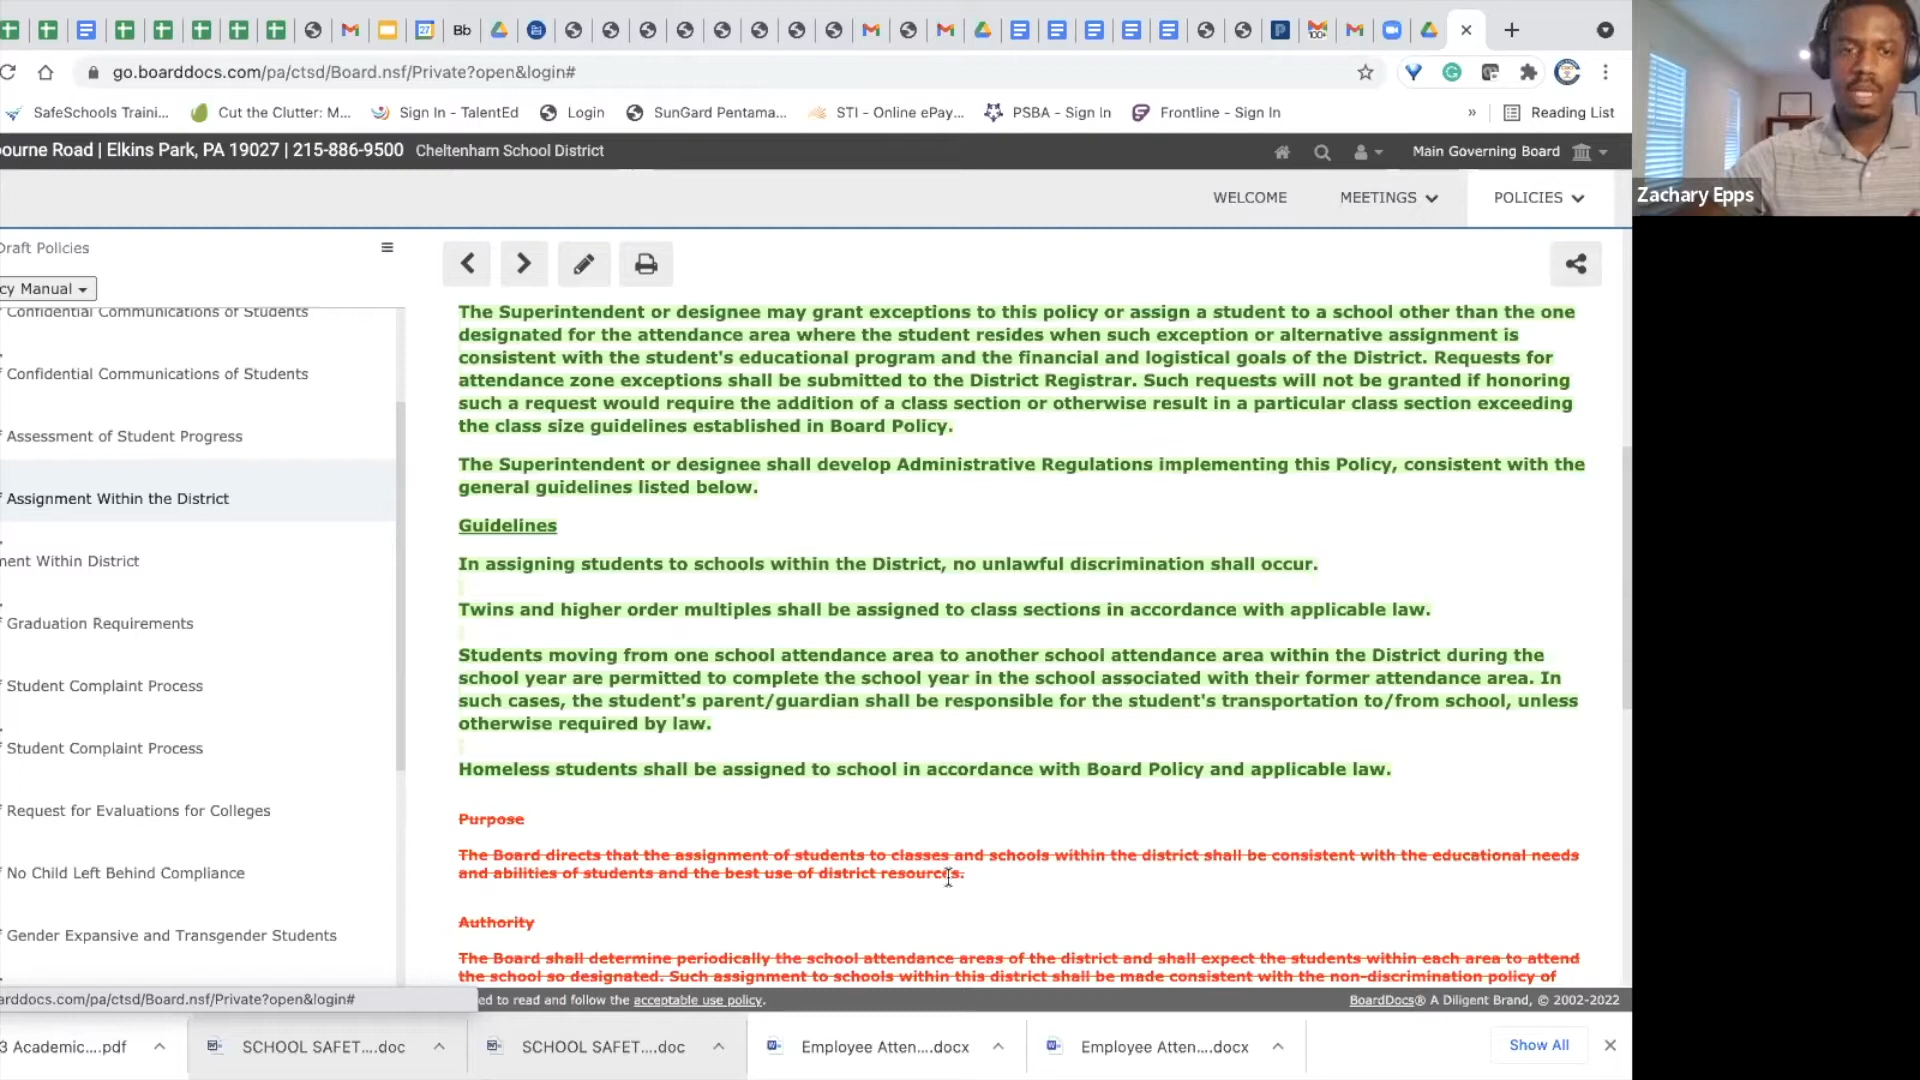 Bb
go.boarddocs.com/pa/ctsd/Board.nsf/Private?open&login#
SafeSchools Traini...
Cut the Clutter: M...
Sign In - TalentEd
Login
SunGard Pentama...
STI - Online ePay...
PSBA - Sign In
Frontline - Sign In
»
Reading List
ourne Road | Elkins Park, PA 19027 | 215-886-9500 Cheltenham School District
Main Governing Board
WELCOME
MEETINGS
POLICIES
Zachary Epps
Draft Policies
cy Manual
Confidential Communications of Students
Confidential Communications of Students
Assessment of Student Progress
Assignment Within the District
ment Within District
Graduation Requirements
Student Complaint Process
Student Complaint Process
Request for Evaluations for Colleges
No Child Left Behind Compliance
Gender Expansive and Transgender Students
The Superintendent or designee may grant exceptions to this policy or assign a student to a school other than the one
designated for the attendance area where the student resides when such exception or alternative assignment is
consistent with the student's educational program and the financial and logistical goals of the District. Requests for
attendance zone exceptions shall be submitted to the District Registrar. Such requests will not be granted if honoring
such a request would require the addition of a class section or otherwise result in a particular class section exceeding
the class size guidelines established in Board Policy.
The Superintendent or designee shall develop Administrative Regulations implementing this Policy, consistent with the
general guidelines listed below.
Guidelines
In assigning students to schools within the District, no unlawful discrimination shall occur.
Twins and higher order multiples shall be assigned to class sections in accordance with applicable law.
Students moving from one school attendance area to another school attendance area within the District during the
school year are permitted to complete the school year in the school associated with their former attendance area. In
such cases, the student's parent/guardian shall be responsible for the student's transportation to/from school, unless
otherwise required by law.
Homeless students shall be assigned to school in accordance with Board Policy and applicable law.
Purpose
The Board directs that the assignment of students to classes and schools within the district shall be consistent with the educational needs
and abilities of students and the best use of district resources.
Authority
The Board shall determine periodically the school attendance areas of the district and shall expect the students within each area to attend
the school so designated. Such assignment to schools within this district shall be made consistent with the non-discrimination policy of
arddocs.com/pa/ctsd/Board.nsf/Private?open&login#
ed to read and follow the acceptable use policy.
BoardDocs® A Diligent Brand, © 2002-2022
3 Academic....pdf
SCHOOL SAFET....doc
SCHOOL SAFET....doc
Employee Atten....docx
Employee Atten....docx
Show All